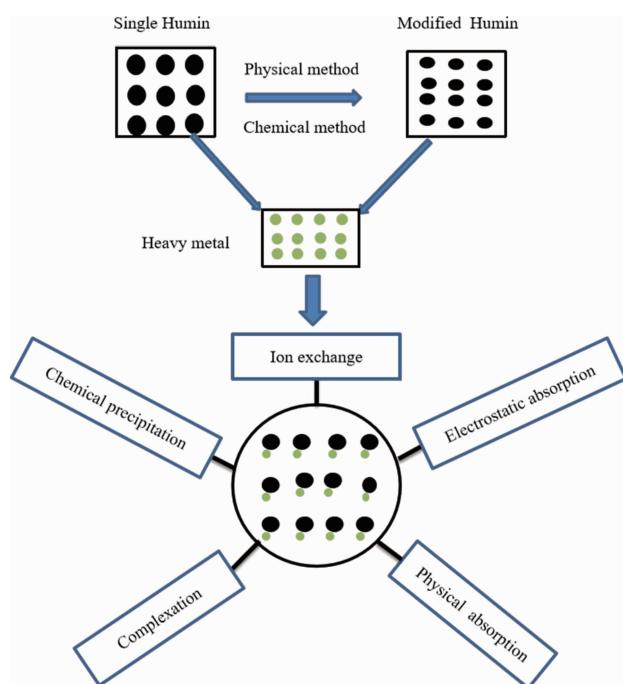 Single Humin
Modified Humin
Physical method
Chemical method
Heavy metal
Ion exchange
Chemical precipitation
Electrostatic absorption
Complexation
Physical absorption